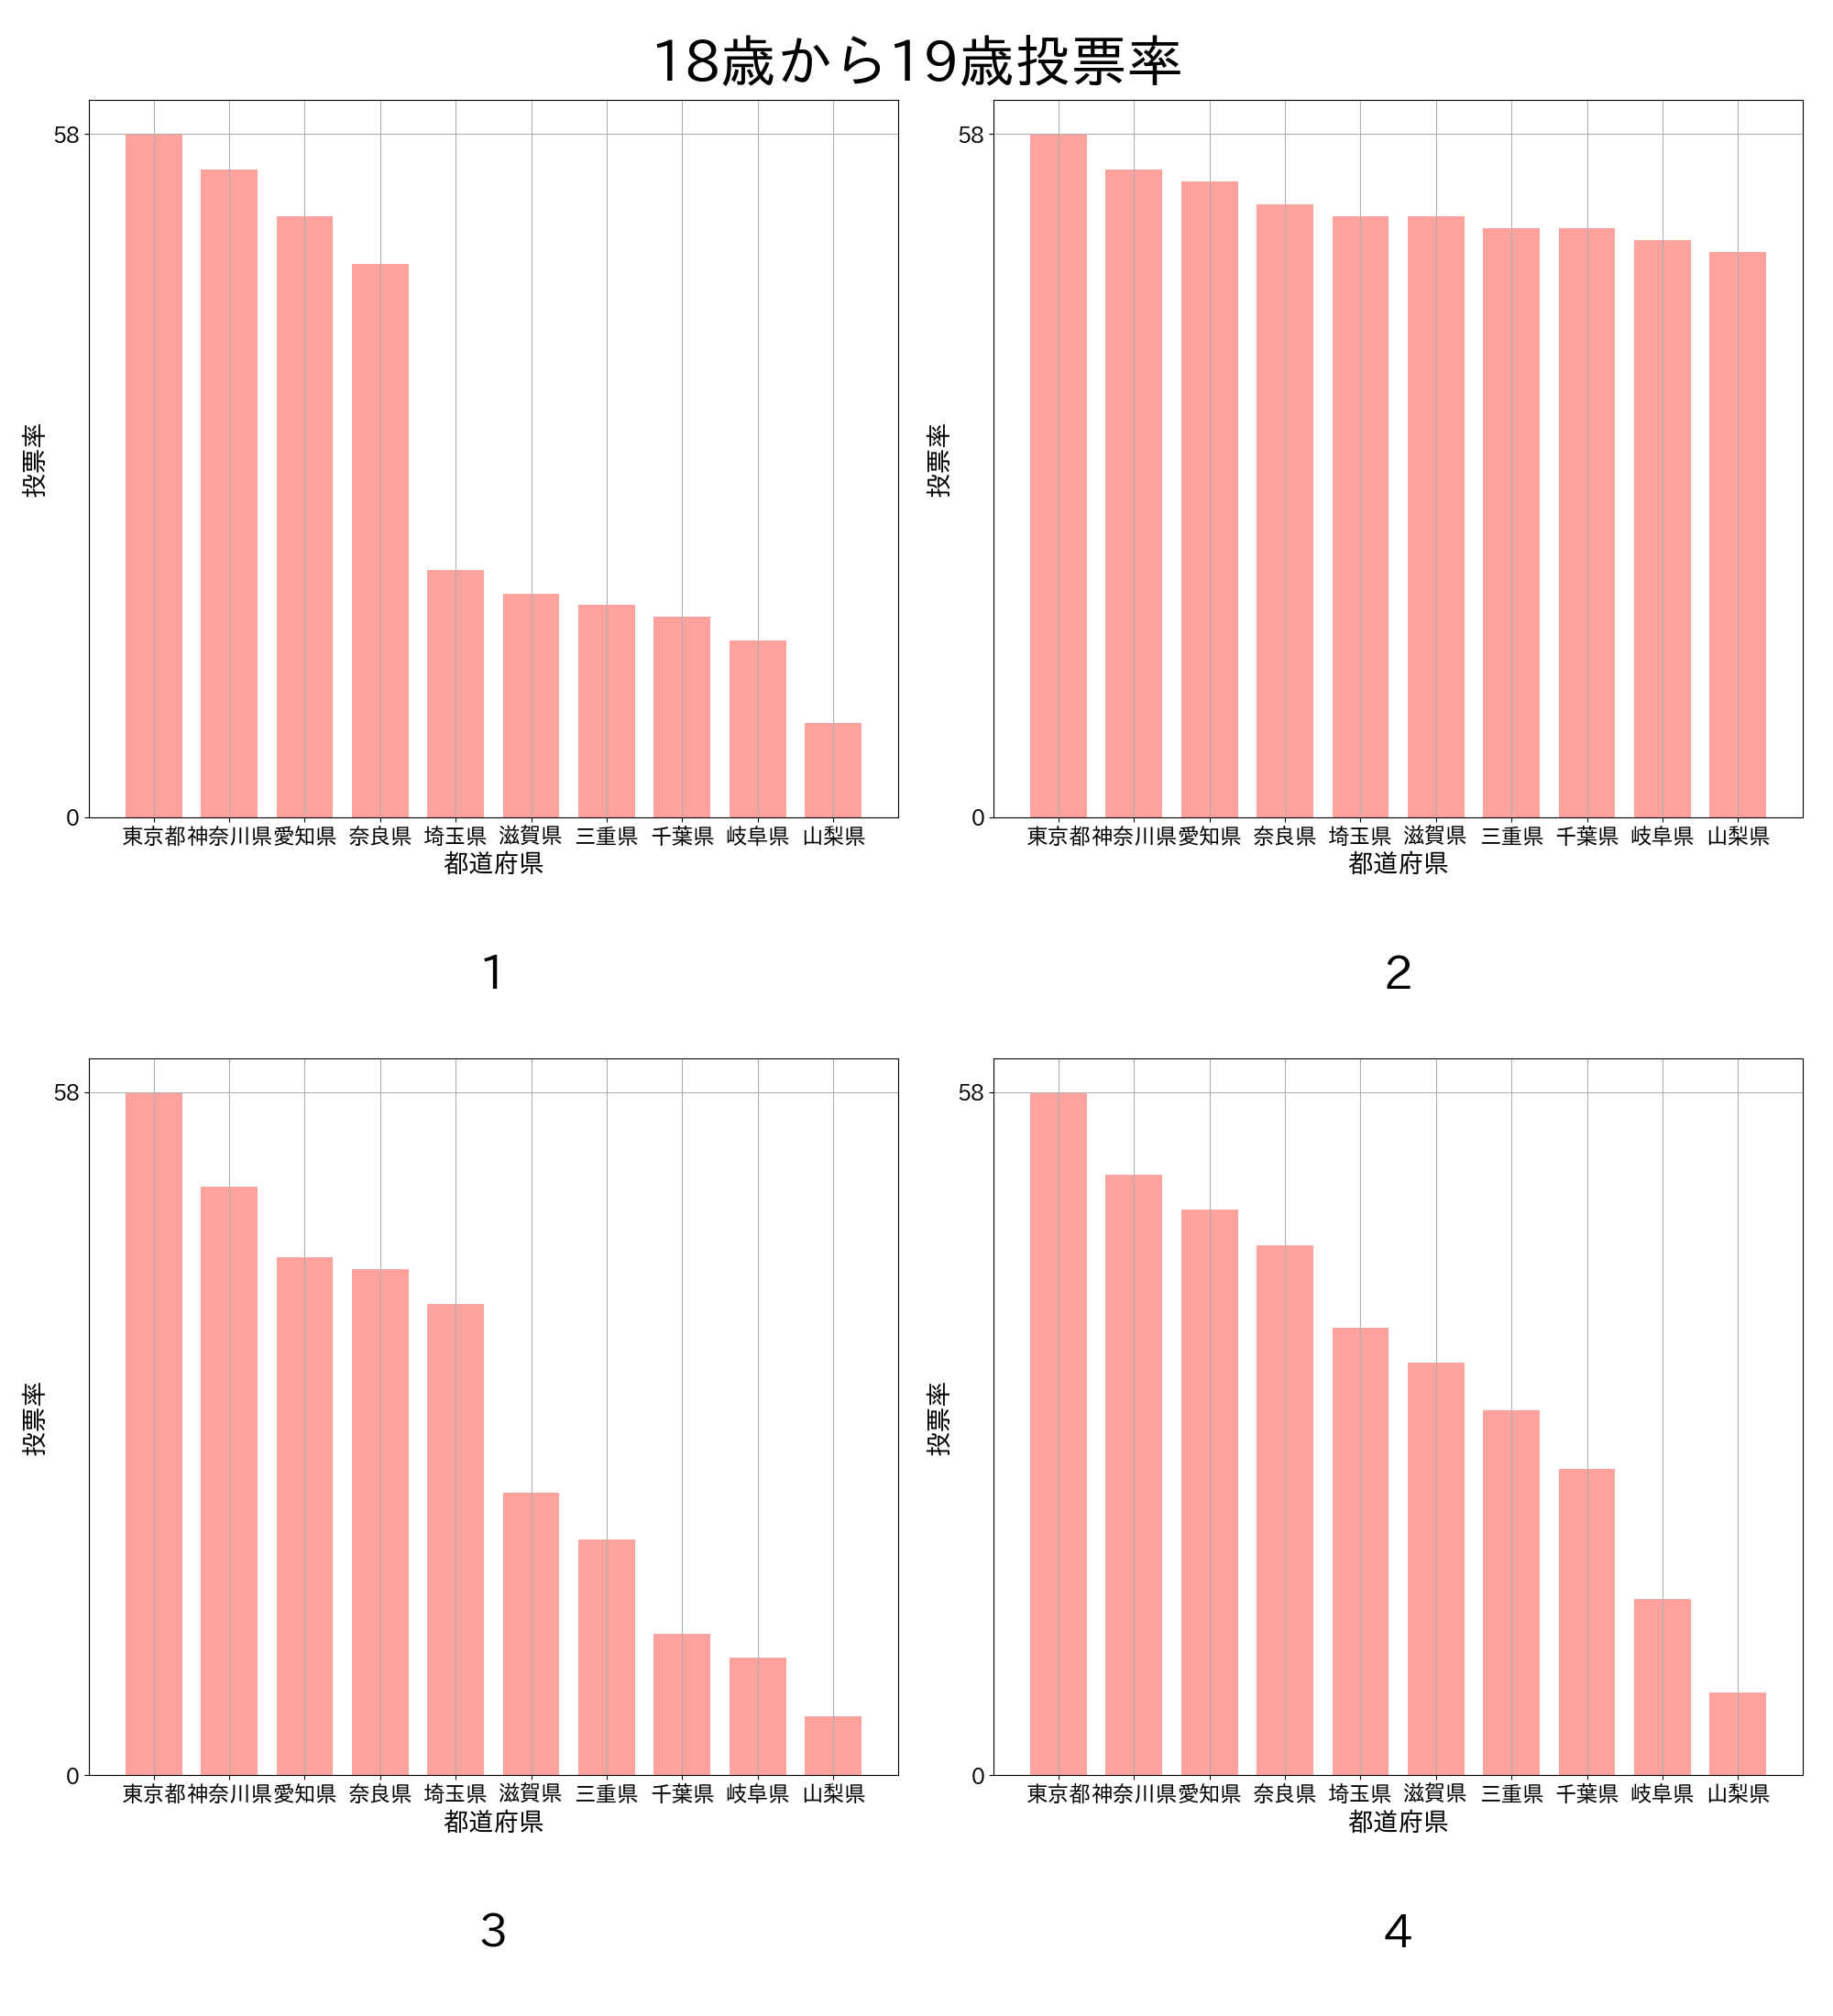 18歳から19歳投票率
58
0
投票率
東京都 神奈川県 愛知県 奈良県 埼玉県 滋賀県 三重県 千葉県 岐阜県 山梨県
都道府県
1
58
0
投票率
東京都 神奈川県 愛知県 奈良県 埼玉県 滋賀県 三重県 千葉県 岐阜県 山梨県
都道府県
2
58
0
投票率
東京都 神奈川県 愛知県 奈良県 埼玉県 滋賀県 三重県 千葉県 岐阜県 山梨県
都道府県
3
58
0
投票率
東京都 神奈川県 愛知県 奈良県 埼玉県 滋賀県 三重県 千葉県 岐阜県 山梨県
都道府県
4